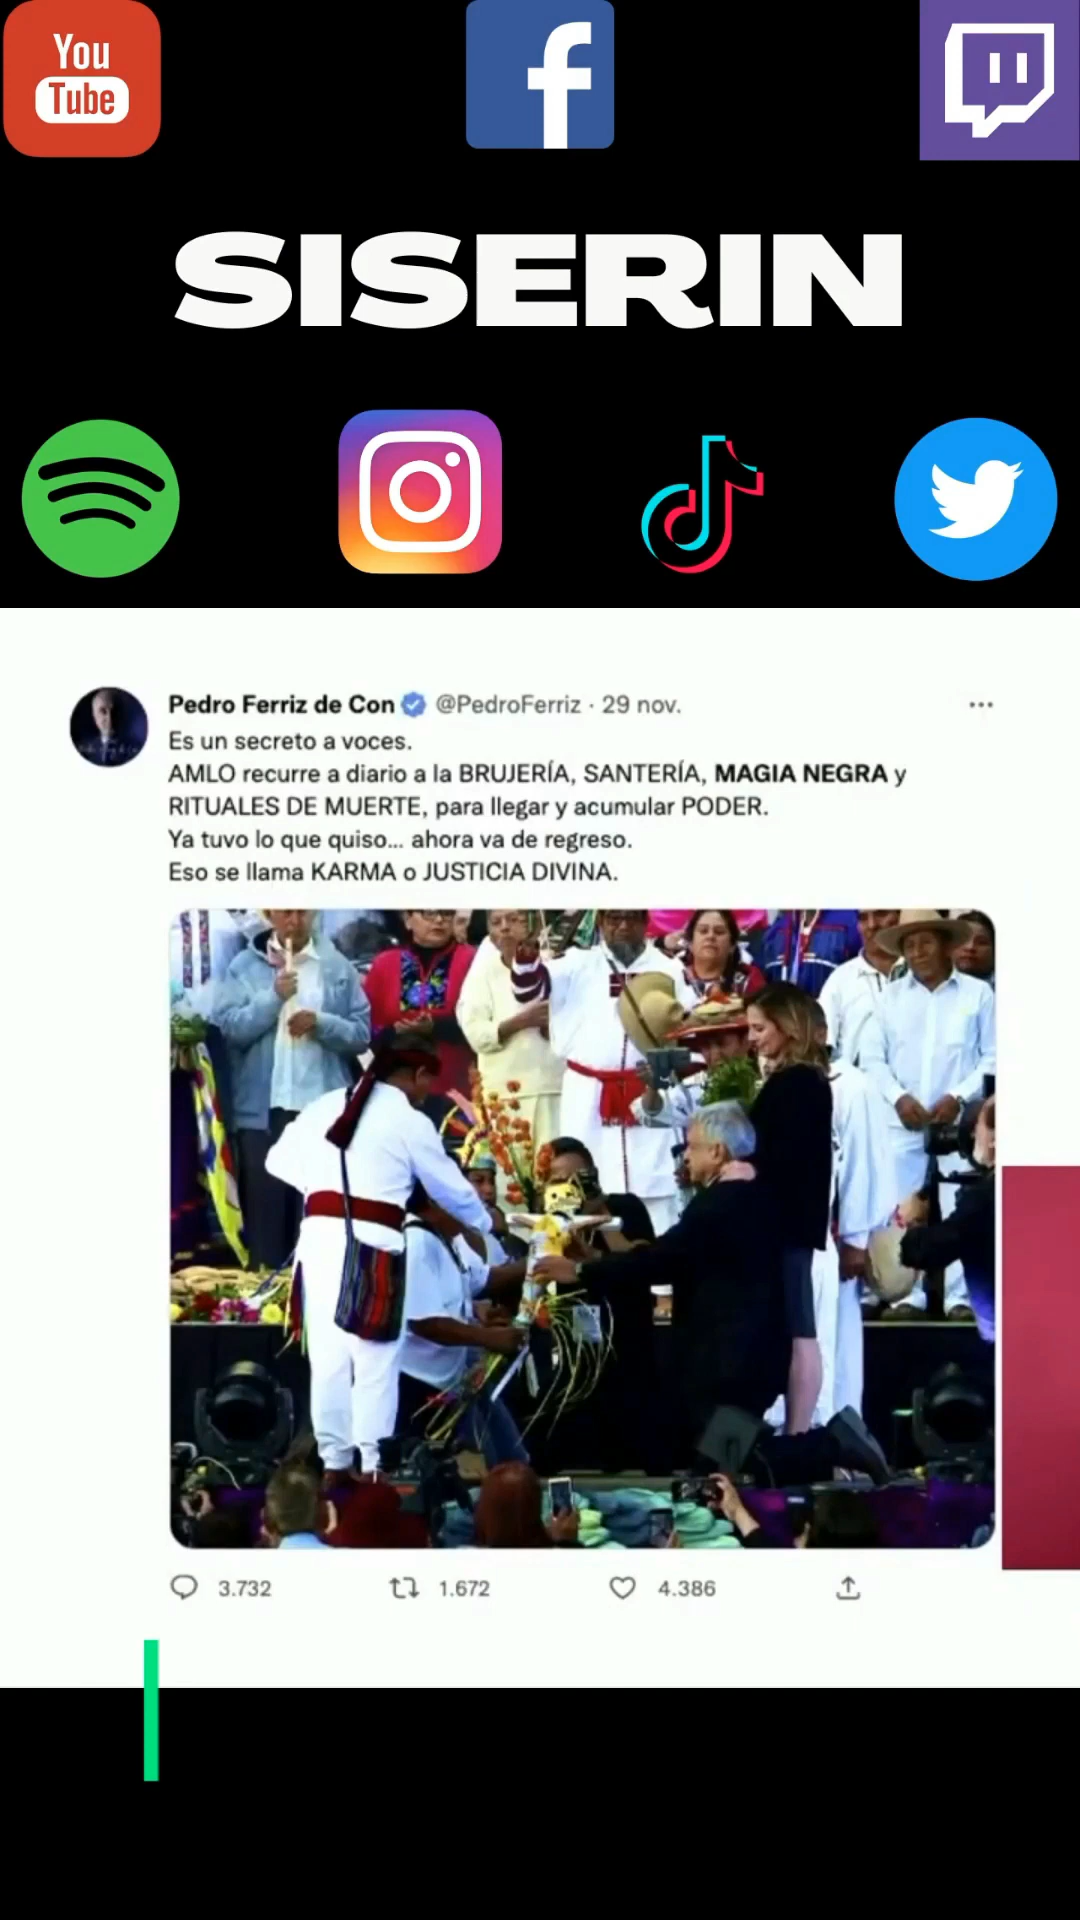 You
Tube
SISERIN
Pedro Ferriz de Con @PedroFerriz · 29 nov.
Es un secreto a voces.
AMLO recurre a diario a la BRUJERÍA, SANTERÍA, MAGIA NEGRA y
RITUALES DE MUERTE, para llegar y acumular PODER.
Ya tuvo lo que quiso... ahora va de regreso.
Eso se llama KARMA o JUSTICIA DIVINA.
3.732 1.672 4.386